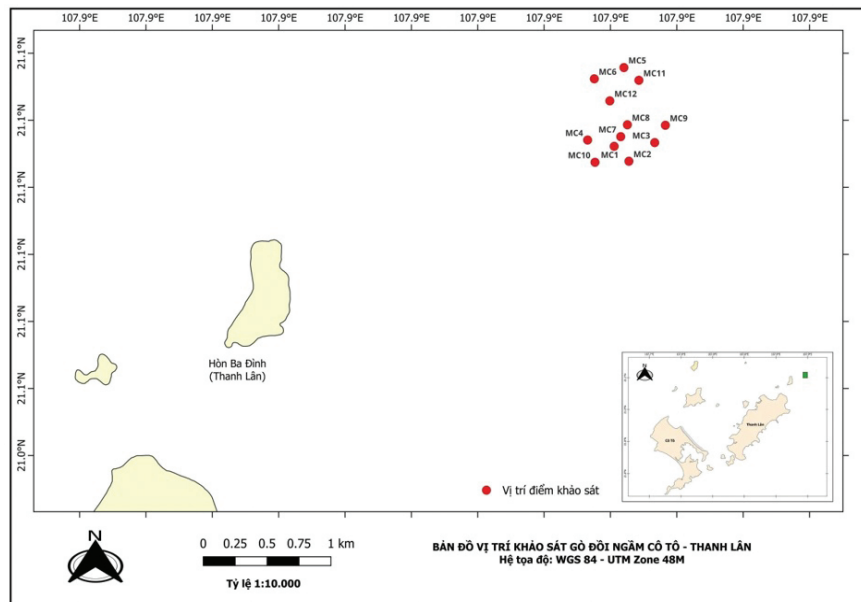 107.9°E 107.9°E 107.9°E 107.9°E 107.9°E 107.9°E 107.9°E 107.9°E 107.9°E 107.9°E 107.9°E 107.9°E
21.1°N
MC5
MC6
MC11
MC12
21.1°N
MC8
MC9
MC7
MC4
MC3
MC10
MC1
MC2
21.1°N
21.1°N
21.1°N
Hòn Ba Đỉnh
(Thanh Lân)
21.1°N
N
Thanh Lân
Cô Tô
21.0°N
Vị trí điểm khảo sát
N
0 0.25 0.5 0.75 1 km
Tỷ lệ 1:10.000
BẢN ĐỒ VỊ TRÍ KHẢO SÁT GÒ ĐỒI NGẦM CÔ TÔ - THANH LÂN
Hệ tọa độ: WGS 84 - UTM Zone 48M